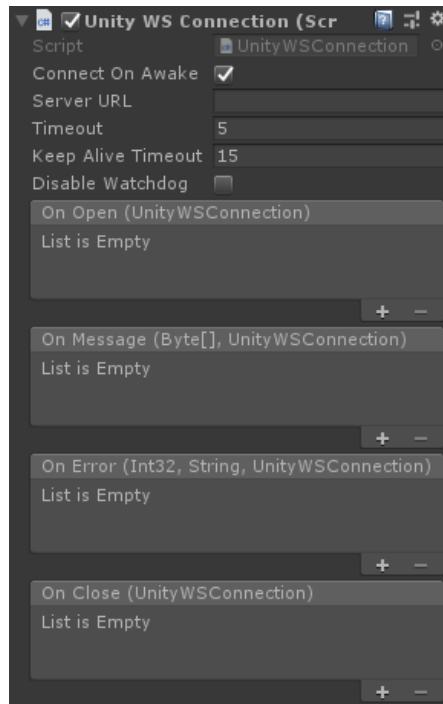 Unity WS Connection (Scr
Script UnityWSConnection
Connect On Awake
Server URL
Timeout 5
Keep Alive Timeout 15
Disable Watchdog
On Open (UnityWSConnection)
List is Empty
+ −
On Message (Byte[], UnityWSConnection)
List is Empty
+ −
On Error (Int32, String, UnityWSConnection)
List is Empty
+ −
On Close (UnityWSConnection)
List is Empty
+ −